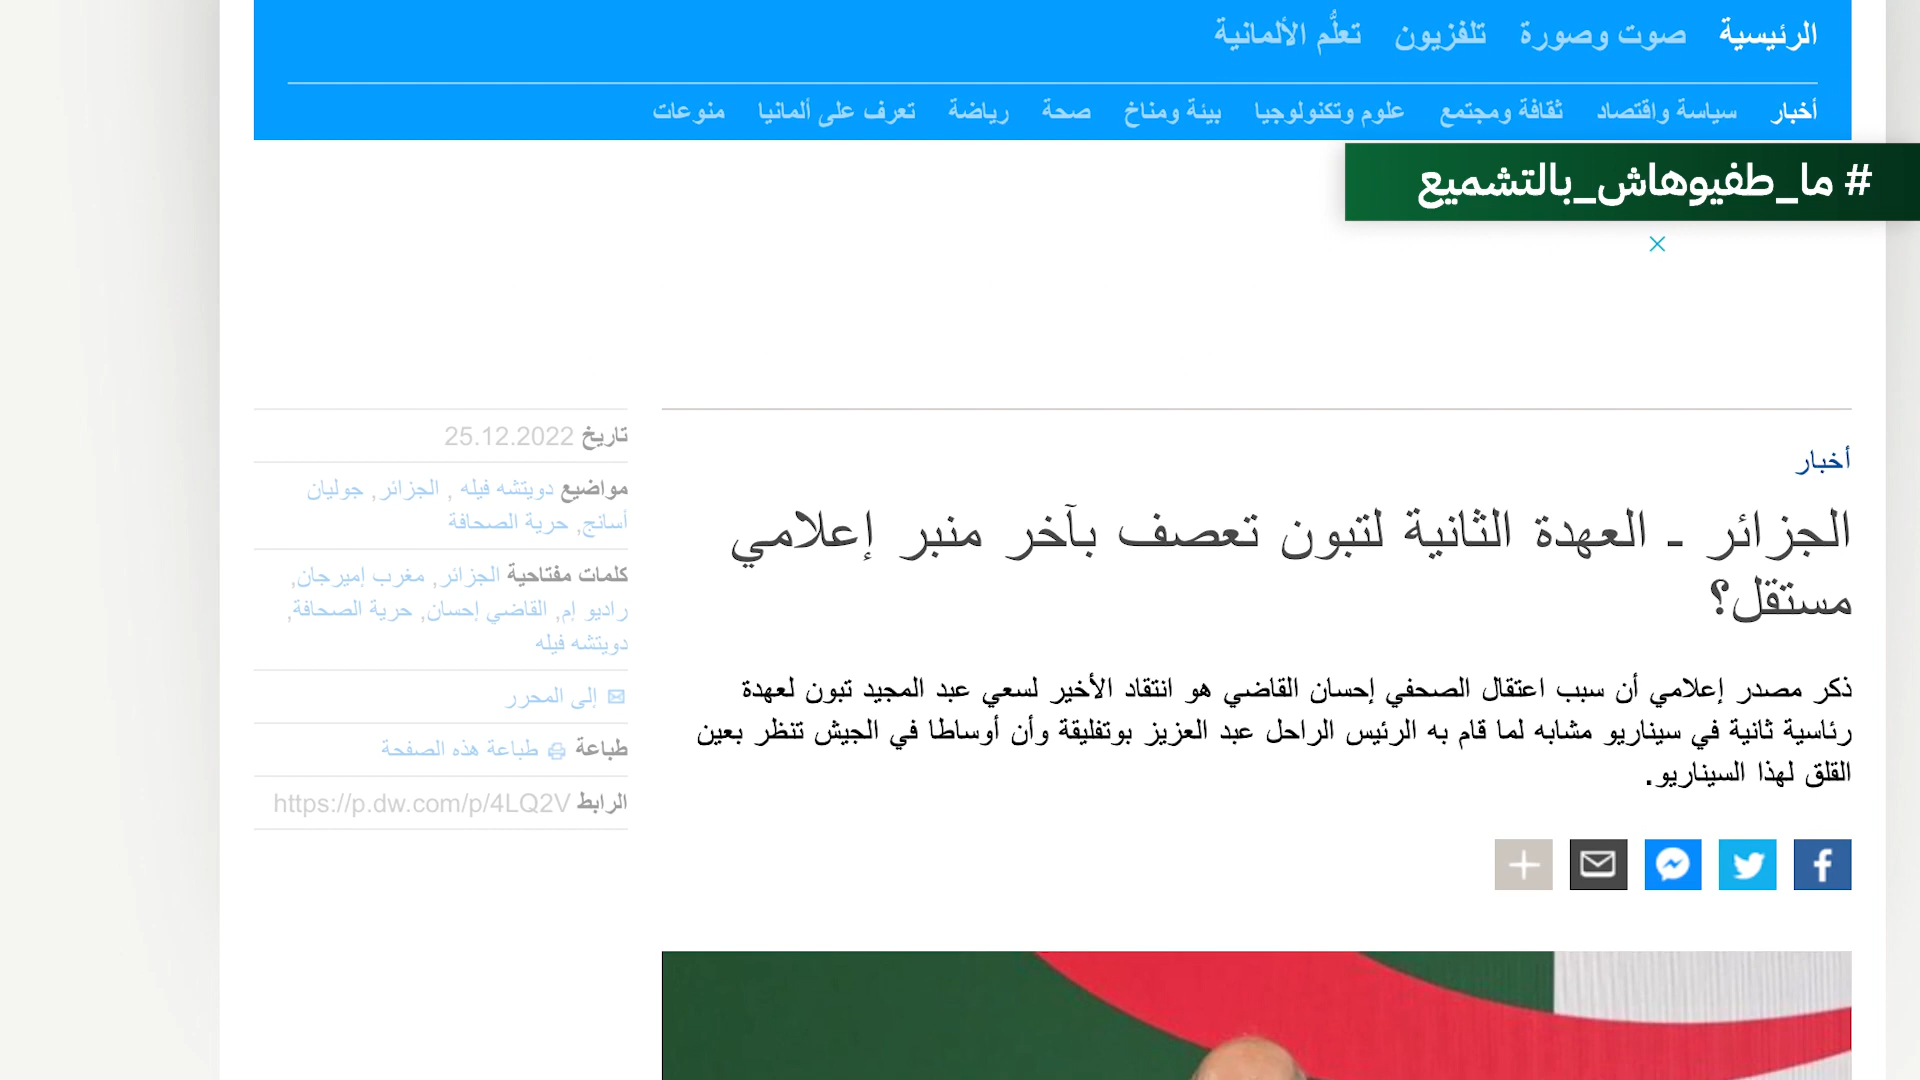 الرئيسية صوت وصورة تلفزيون تعلُّم الألمانية
أخبار سياسة واقتصاد ثقافة ومجتمع علوم وتكنولوجيا بيئة ومناخ صحة رياضة تعرف على ألمانيا منوعات
# ما_طفيوهاش_بالتشميع
أخبار
الجزائر ـ العهدة الثانية لتبون تعصف بآخر منبر إعلامي
مستقل؟
ذكر مصدر إعلامي أن سبب اعتقال الصحفي إحسان القاضي هو انتقاد الأخير لسعي عبد المجيد تبون لعهدة
رئاسية ثانية في سيناريو مشابه لما قام به الرئيس الراحل عبد العزيز بوتفليقة وأن أوساطا في الجيش تنظر بعين
القلق لهذا السيناريو.
تاريخ 25.12.2022
مواضيع دويتشه فيله , الجزائر, جوليان
أسانج, حرية الصحافة
كلمات مفتاحية الجزائر, مغرب إميرجان,
راديو إم, القاضي إحسان, حرية الصحافة,
دويتشه فيله
إلى المحرر
طباعة طباعة هذه الصفحة
الرابط https://p.dw.com/p/4LQ2V